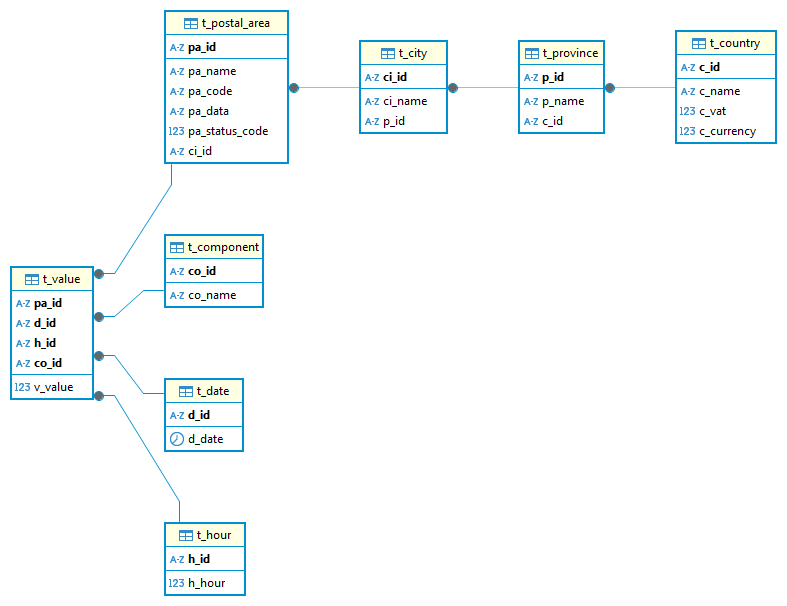 t_postal_area
A-Z pa_id
A-Z pa_name
A-Z pa_code
A-Z pa_data
123 pa_status_code
A-Z ci_id
t_city
A-Z ci_id
A-Z ci_name
A-Z p_id
t_province
A-Z p_id
A-Z p_name
A-Z c_id
t_country
A-Z c_id
A-Z c_name
123 c_vat
123 c_currency
t_value
A-Z pa_id
A-Z d_id
A-Z h_id
A-Z co_id
123 v_value
t_component
A-Z co_id
A-Z co_name
t_date
A-Z d_id
d_date
t_hour
A-Z h_id
123 h_hour